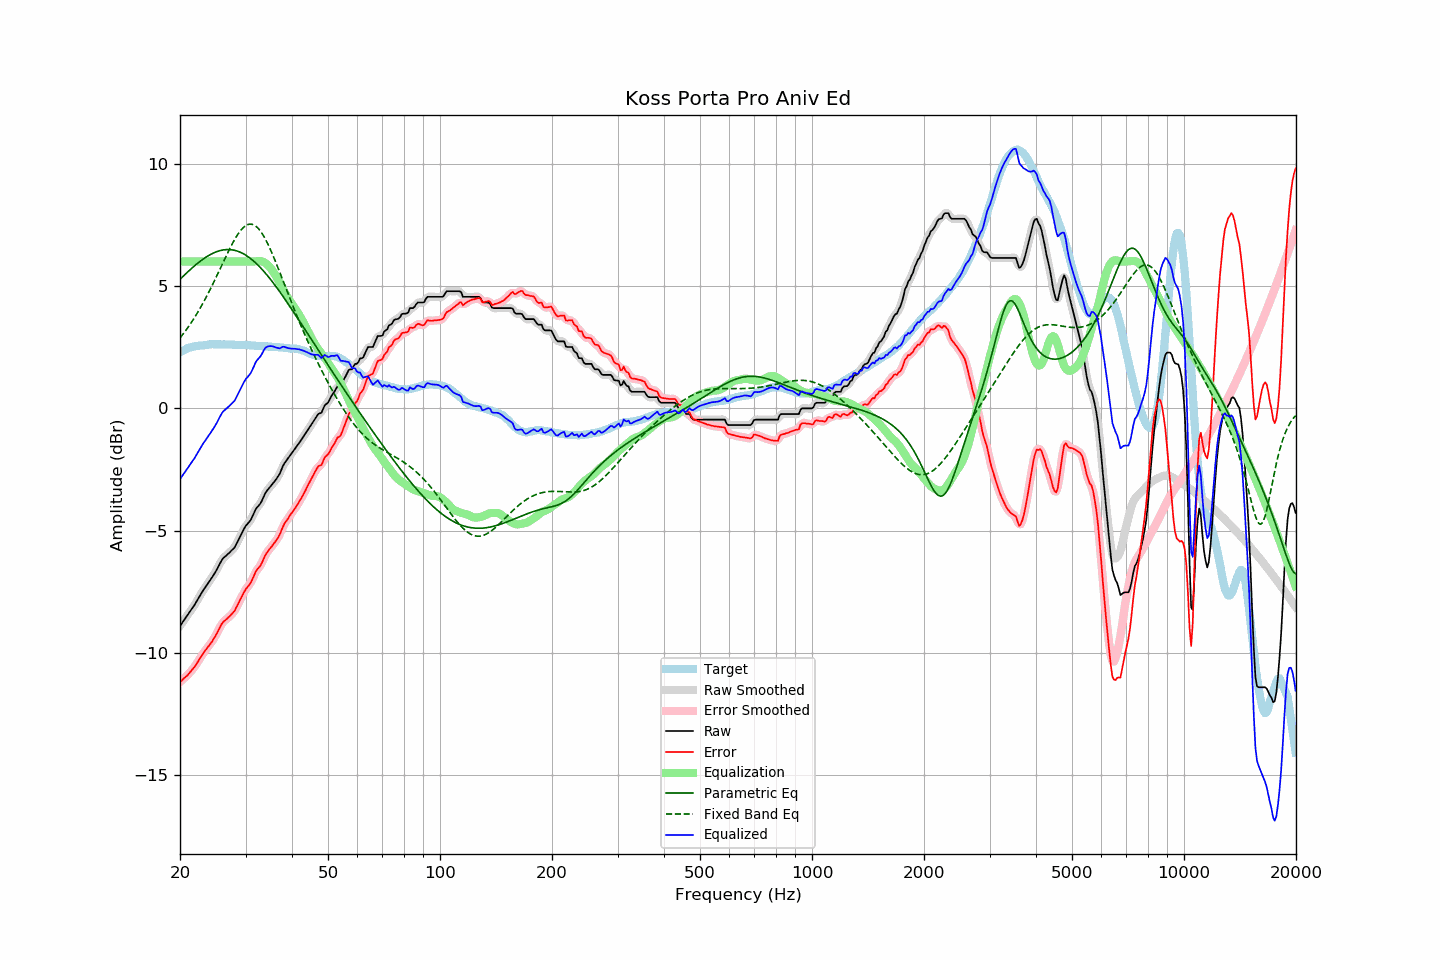 Koss Porta Pro Aniv Ed
Amplitude (dBr)
10
5
0
−5
−10
−15
Target
Raw Smoothed
Error Smoothed
Raw
Error
Equalization
Parametric Eq
Fixed Band Eq
Equalized
20 50 100 200 500 1000 2000 5000 10000 20000
Frequency (Hz)